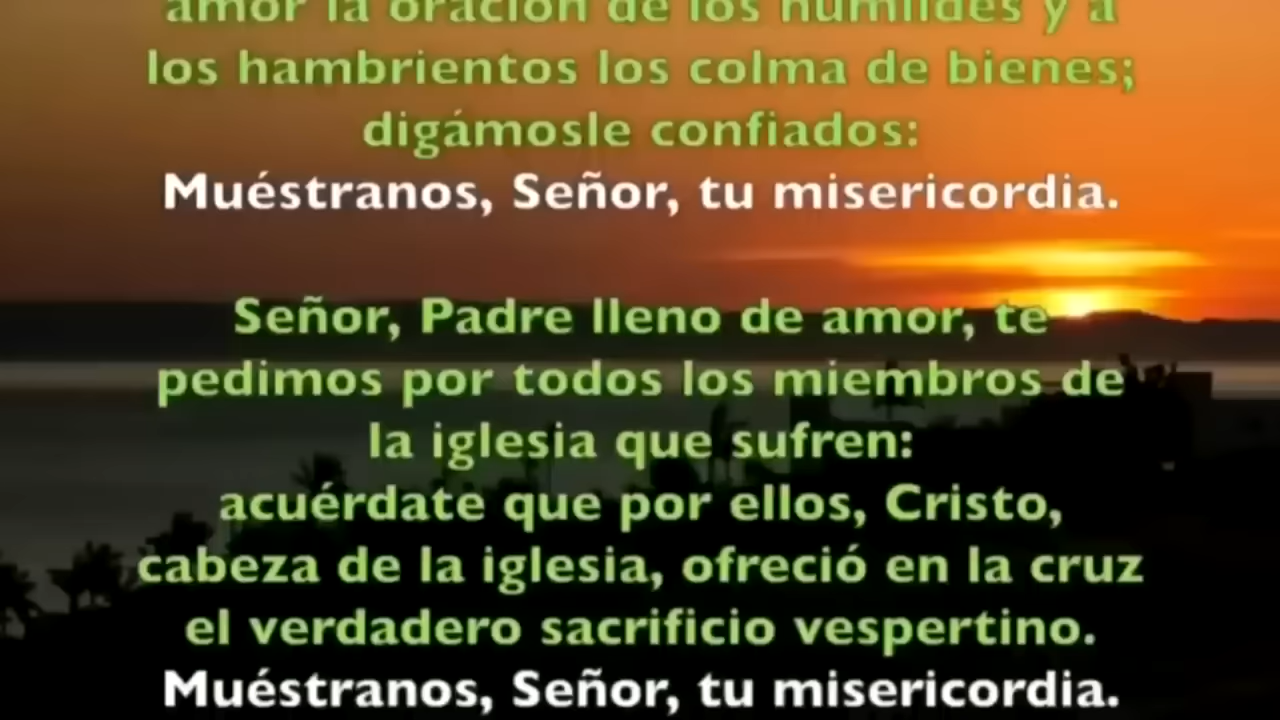 amor la oración de los humildes y a
los hambrientos los colma de bienes;
digámosle confiados:
Muéstranos, Señor, tu misericordia.
Señor, Padre lleno de amor, te
pedimos por todos los miembros de
la iglesia que sufren:
acuérdate que por ellos, Cristo,
cabeza de la iglesia, ofreció en la cruz
el verdadero sacrificio vespertino.
Muéstranos, Señor, tu misericordia.